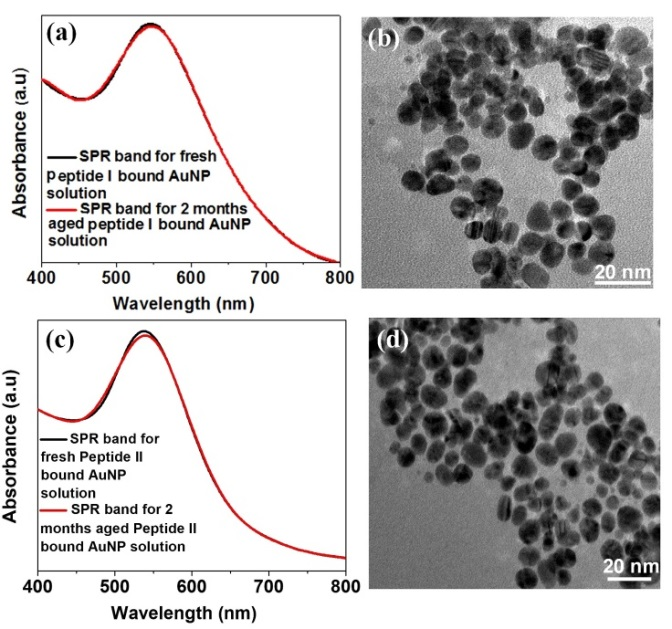 (a)
Absorbance (a.u)
SPR band for fresh
peptide I bound AuNP
solution
SPR band for 2 months
aged peptide I bound AuNP
solution
400 500 600 700 800
Wavelength (nm)
(b)
20 nm
(c)
Absorbance (a.u)
SPR band for
fresh Peptide II
bound AuNP
solution
SPR band for 2
months aged Peptide II
bound AuNP solution
400 500 600 700 800
Wavelength (nm)
(d)
20 nm